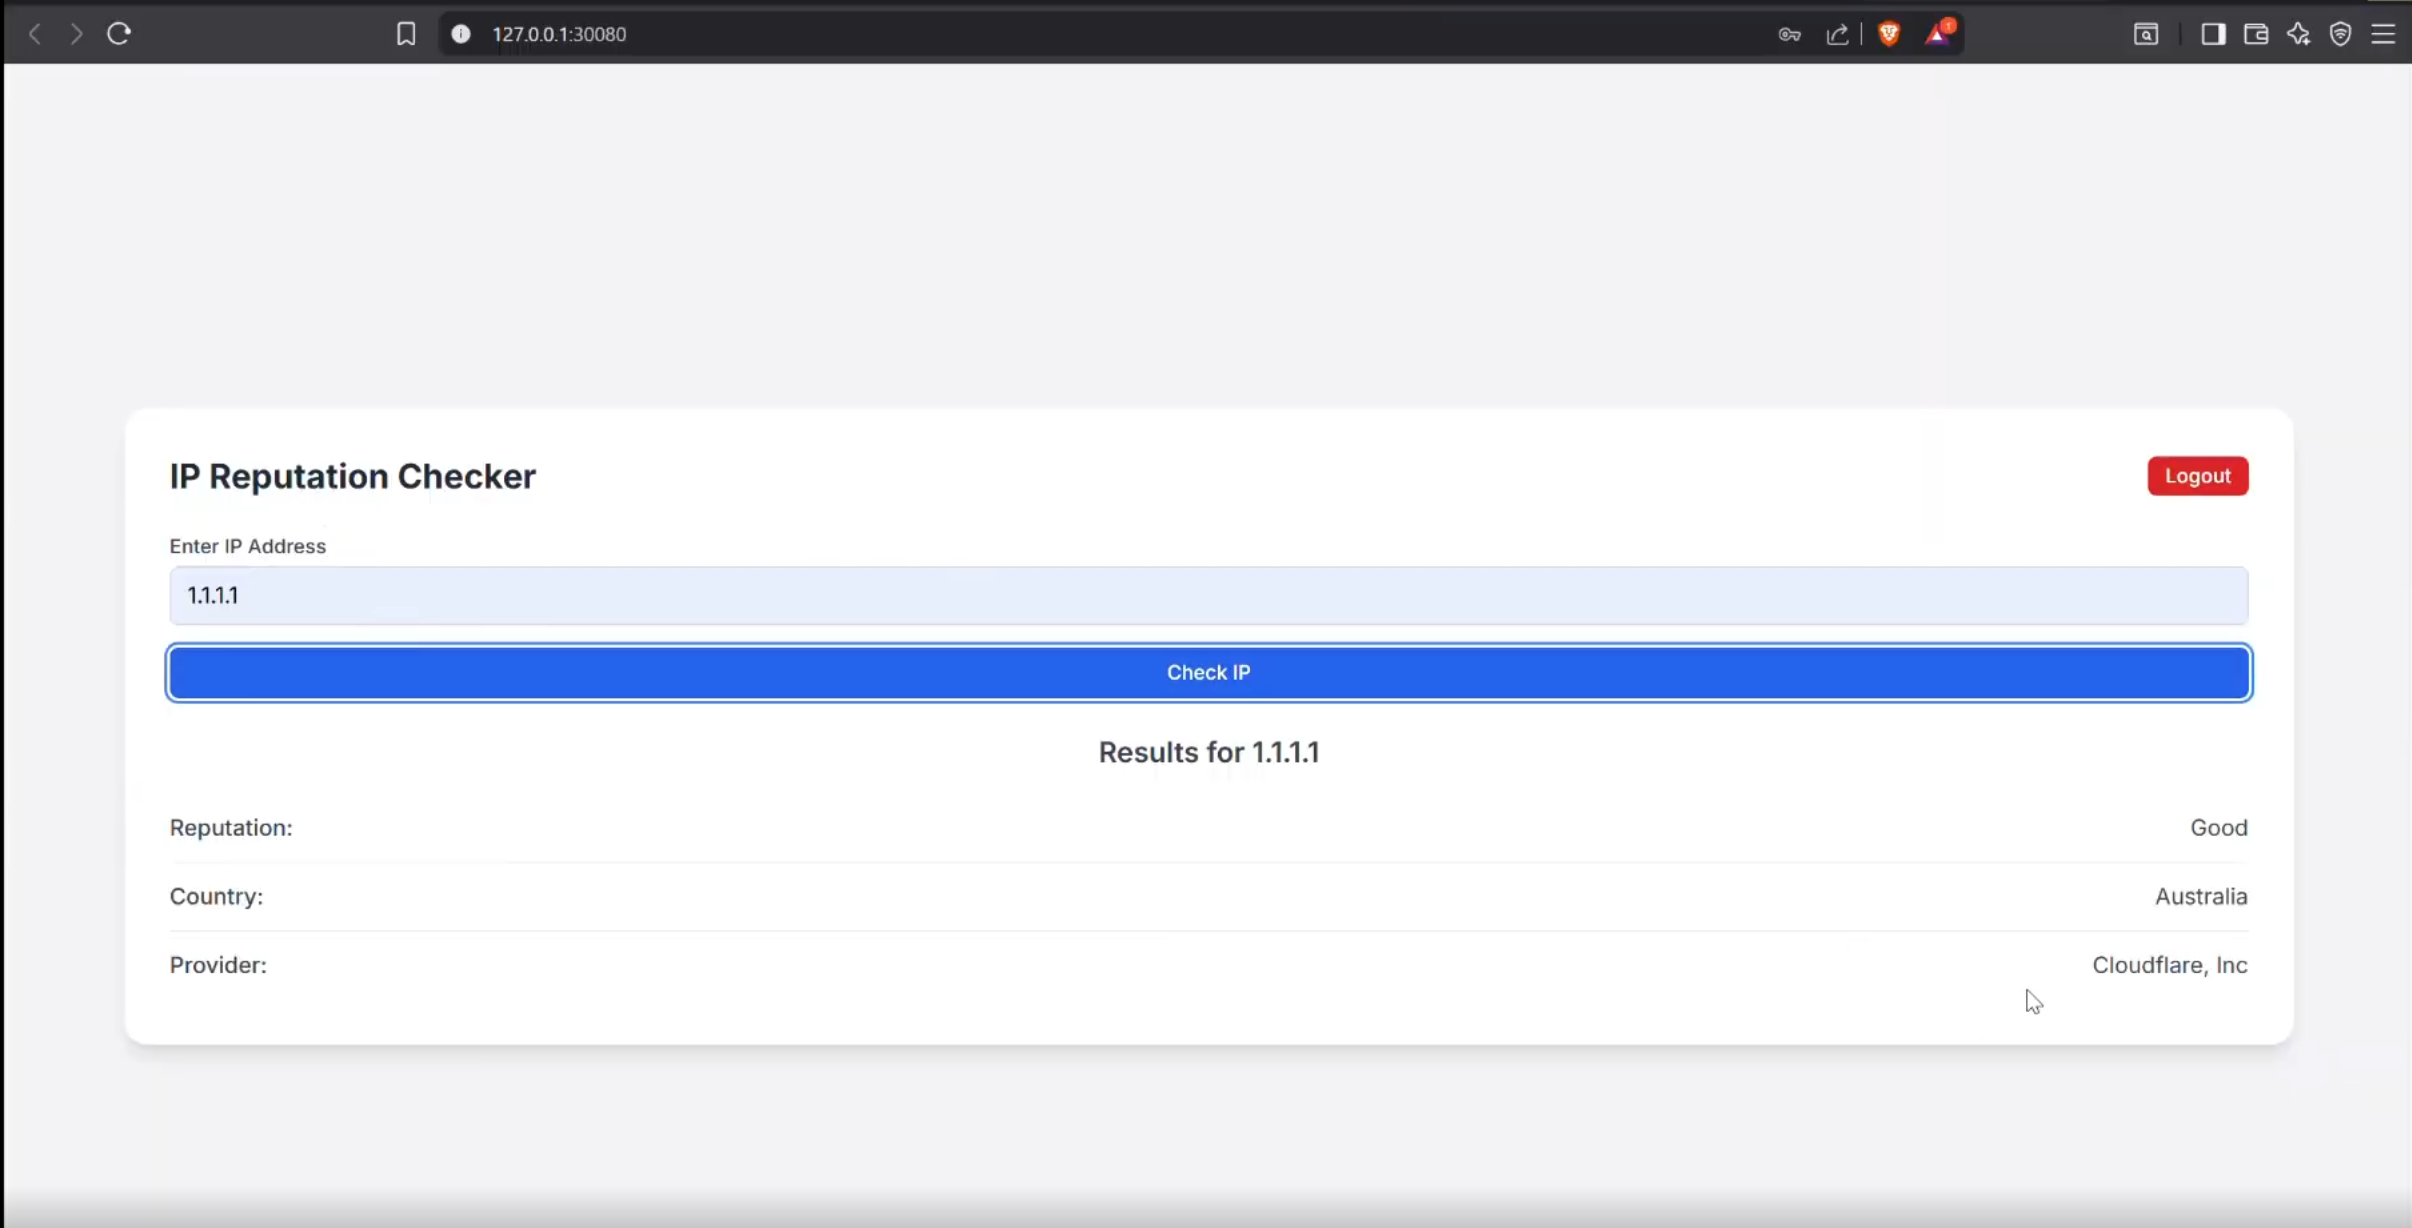 127.0.0.1:30080
1
IP Reputation Checker
Logout
Enter IP Address
1.1.1.1
Check IP
Results for 1.1.1.1
Reputation: Good
Country: Australia
Provider: Cloudflare, Inc